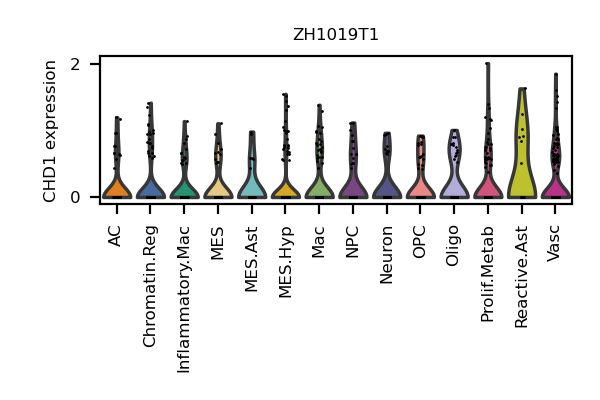 ZH1019T1
CHD1 expression
2
0
AC
Chromatin.Reg
Inflammatory.Mac
MES
MES.Ast
MES.Hyp
Mac
NPC
Neuron
OPC
Oligo
Prolif.Metab
Reactive.Ast
Vasc